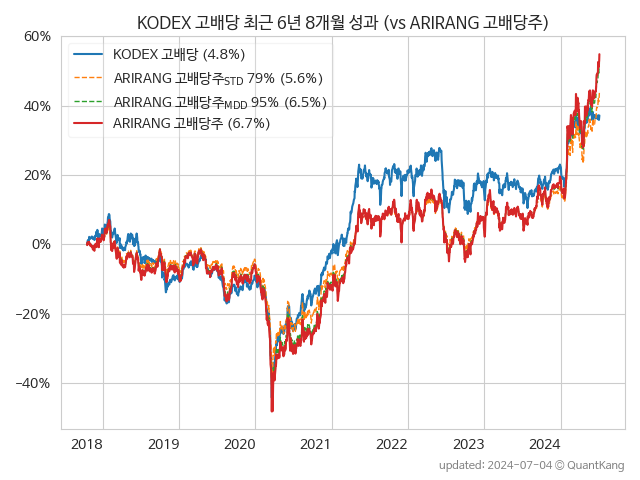 KODEX 고배당 최근 6년 8개월 성과 (vs ARIRANG 고배당주)
60%
40%
20%
0%
−20%
−40%
KODEX 고배당 (4.8%)
ARIRANG 고배당주STD 79% (5.6%)
ARIRANG 고배당주MDD 95% (6.5%)
ARIRANG 고배당주 (6.7%)
2018 2019 2020 2021 2022 2023 2024
updated: 2024-07-04 © QuantKang